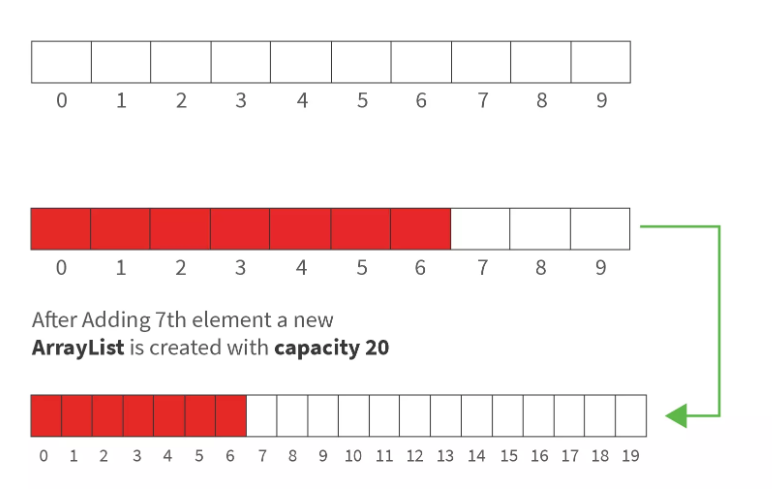 0 1 2 3 4 5 6 7 8 9
0 1 2 3 4 5 6 7 8 9
After Adding 7th element a new
ArrayList is created with capacity 20
0 1 2 3 4 5 6 7 8 9 10 11 12 13 14 15 16 17 18 19